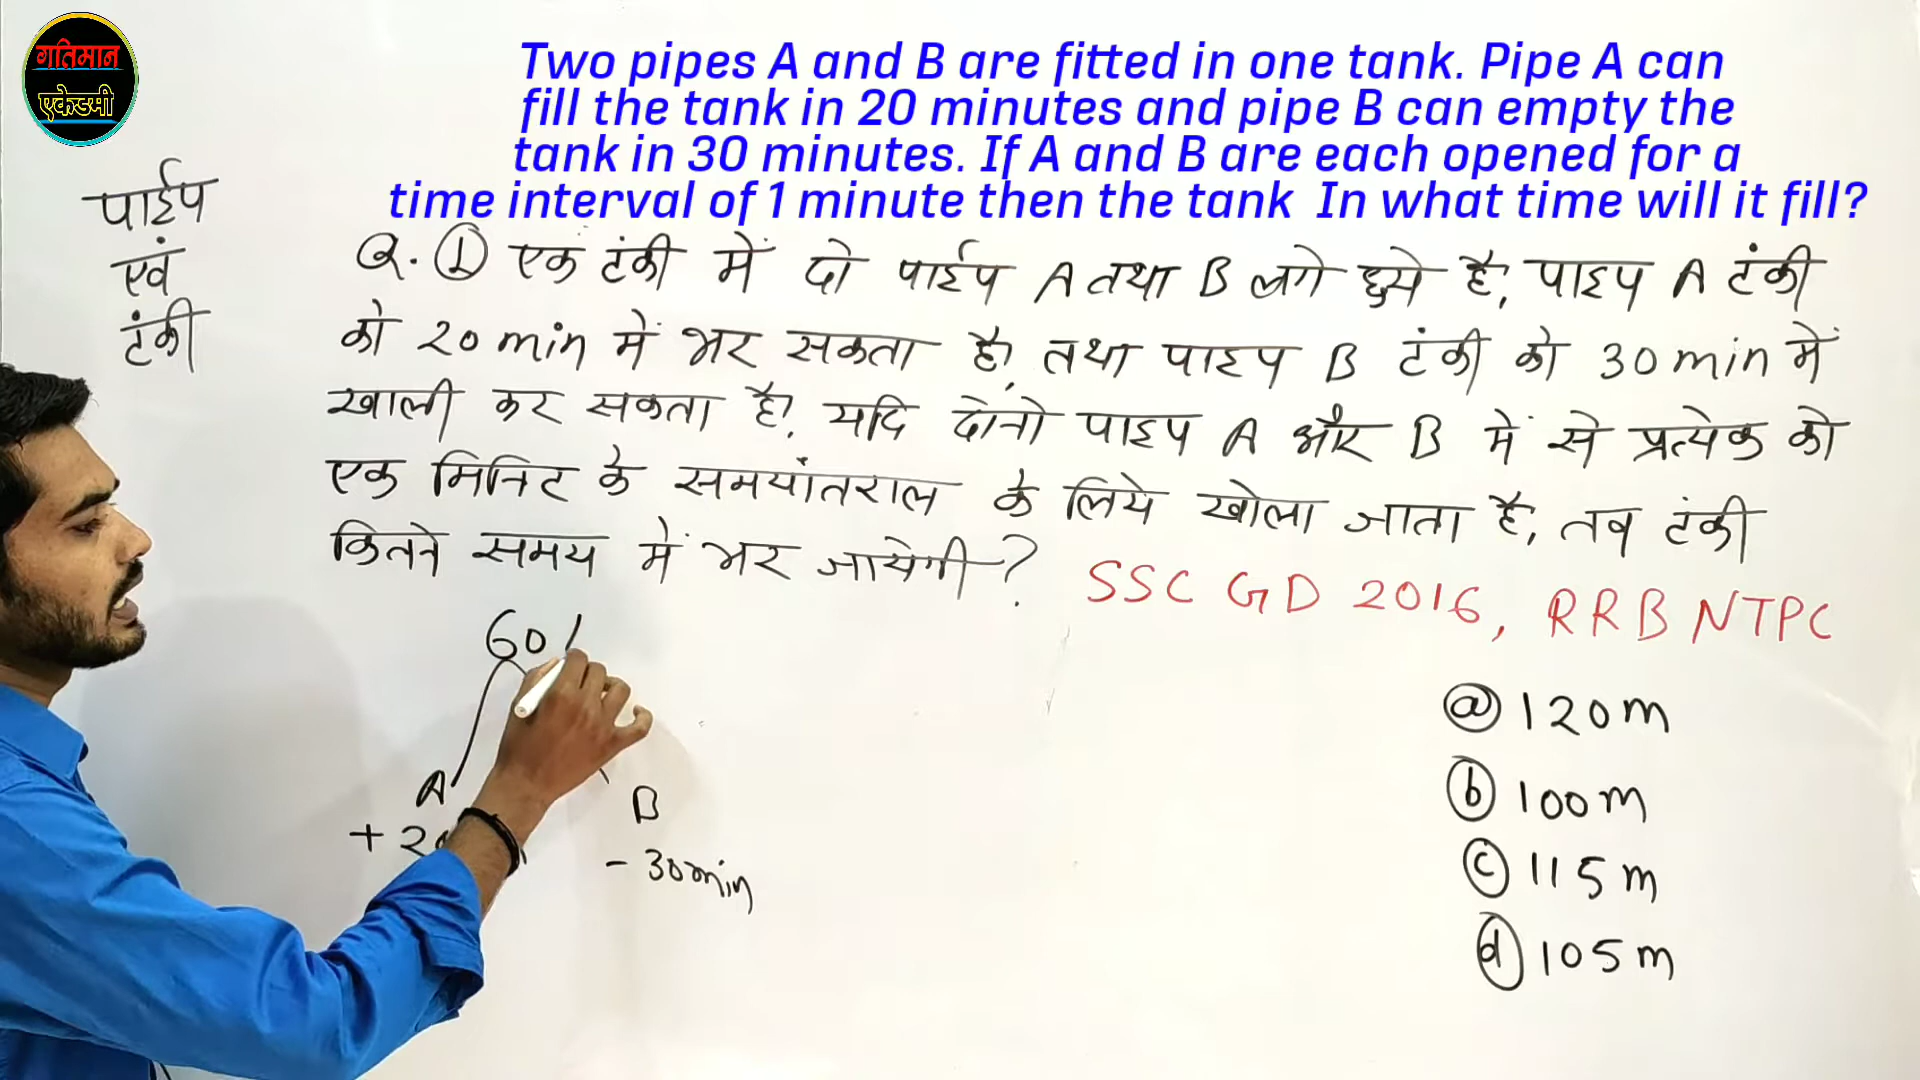 गतिमान
एकेडमी
Two pipes A and B are fitted in one tank. Pipe A can
fill the tank in 20 minutes and pipe B can empty the
tank in 30 minutes. If A and B are each opened for a
time interval of 1 minute then the tank In what time will it fill?
पाईप
एवं
टंकी
Q. ① एक टंकी में दो पाईप A तथा B लगे हुये है, पाइप A टंकी
को 20 min में भर सकता है, तथा पाइप B टंकी को 30 min में
खाली कर सकता है, यदि दोनो पाइप A और B में से प्रत्येक को
एक मिनिट के समयांतराल के लिये खोला जाता है, तब टंकी
कितने समय में भर जायेगी?
SSC GD 2016, RRB NTPC
60
A
B
+ 20
- 30min
ⓐ 120m
ⓑ 100m
ⓒ 115m
ⓓ 105m